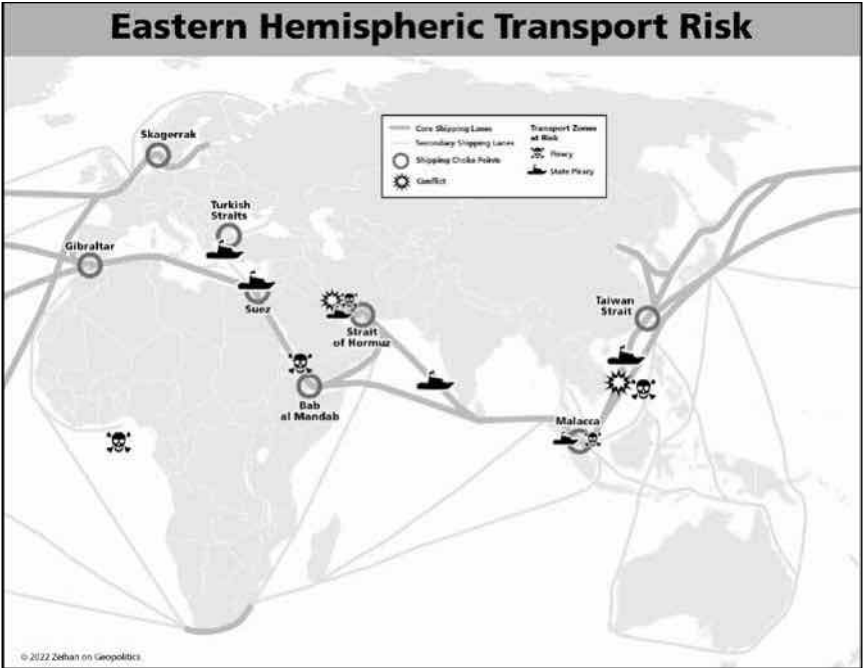 Eastern Hemispheric Transport Risk
Skagerrak
Core Shipping Lanes
Secondary Shipping Lanes
Shipping Choke Points
Conflict
Transport Zones
at Risk
Piracy
State Piracy
Turkish
Straits
Gibraltar
Suez
Strait
of Hormuz
Taiwan
Strait
Bab
al Mandab
Malacca
© 2022 Zeihan on Geopolitics